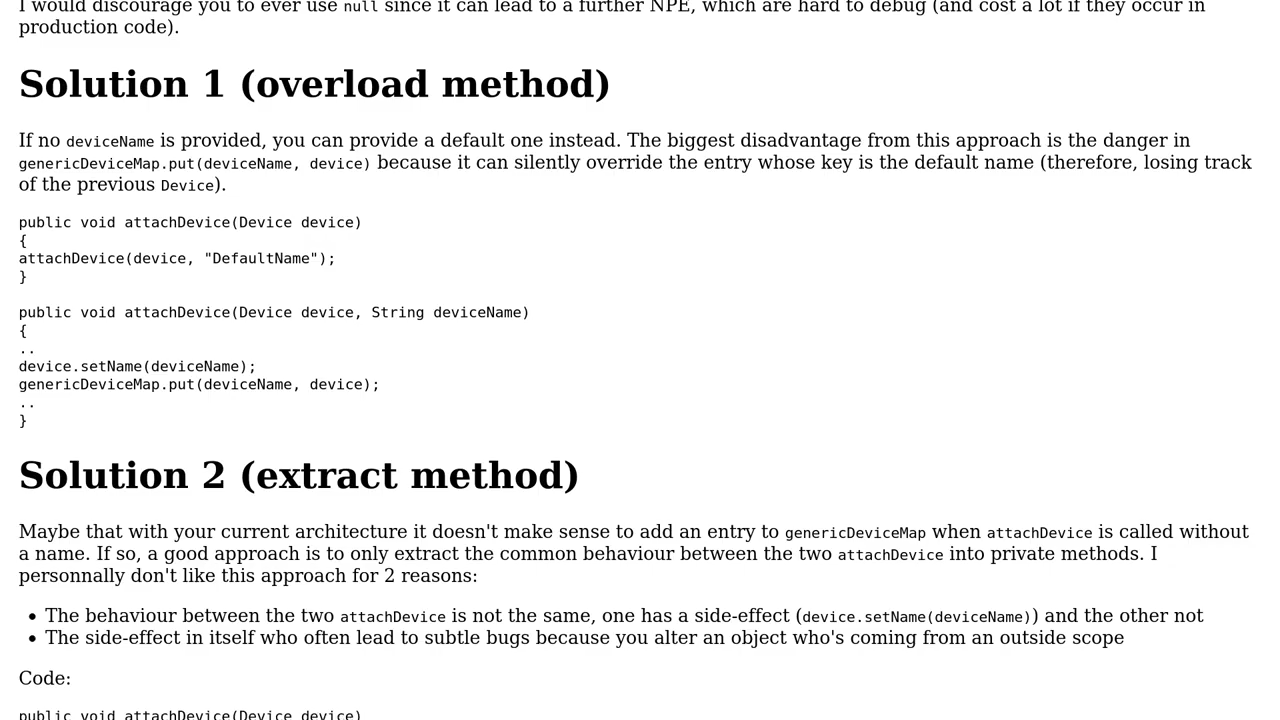 I would discourage you to ever use null since it can lead to a further NPE, which are hard to debug (and cost a lot if they occur in
production code).
Solution 1 (overload method)
If no deviceName is provided, you can provide a default one instead. The biggest disadvantage from this approach is the danger in
genericDeviceMap.put(deviceName, device) because it can silently override the entry whose key is the default name (therefore, losing track
of the previous Device).
public void attachDevice(Device device)
{
attachDevice(device, "DefaultName");
}
public void attachDevice(Device device, String deviceName)
{
..
device.setName(deviceName);
genericDeviceMap.put(deviceName, device);
..
}
Solution 2 (extract method)
Maybe that with your current architecture it doesn't make sense to add an entry to genericDeviceMap when attachDevice is called without
a name. If so, a good approach is to only extract the common behaviour between the two attachDevice into private methods. I
personnally don't like this approach for 2 reasons:
• The behaviour between the two attachDevice is not the same, one has a side-effect (device.setName(deviceName)) and the other not
• The side-effect in itself who often lead to subtle bugs because you alter an object who's coming from an outside scope
Code:
public void attachDevice(Device device)